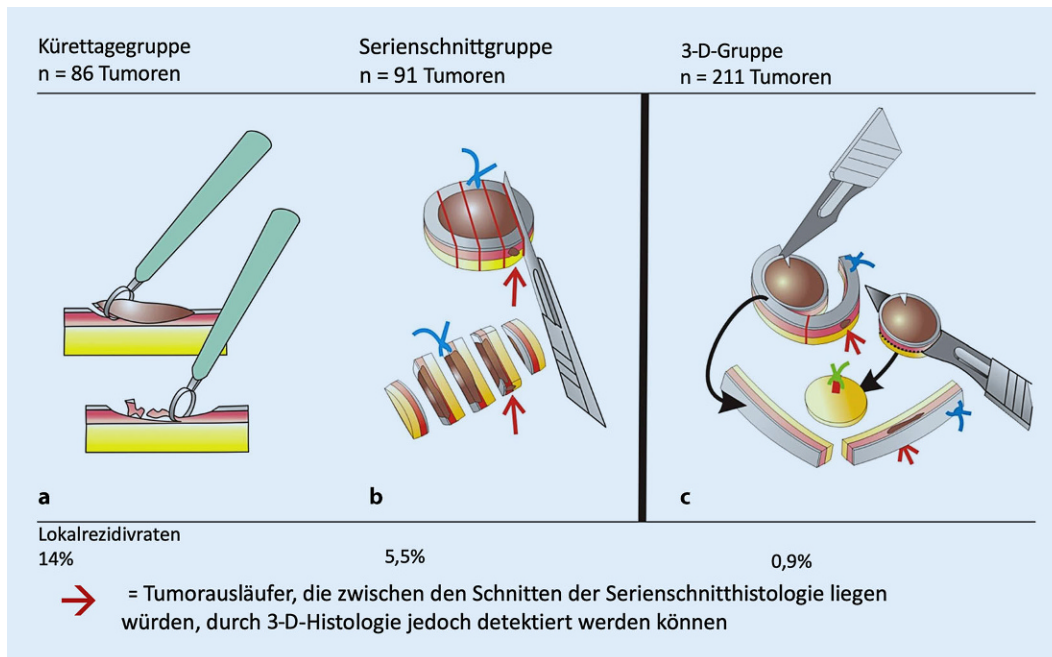 Kürettagegruppe
n = 86 Tumoren
Serienschnittgruppe
n = 91 Tumoren
3-D-Gruppe
n = 211 Tumoren
a
b
c
Lokalrezidivraten
14%
5,5%
0,9%
= Tumorausläufer, die zwischen den Schnitten der Serienschnitthistologie liegen
würden, durch 3-D-Histologie jedoch detektiert werden können